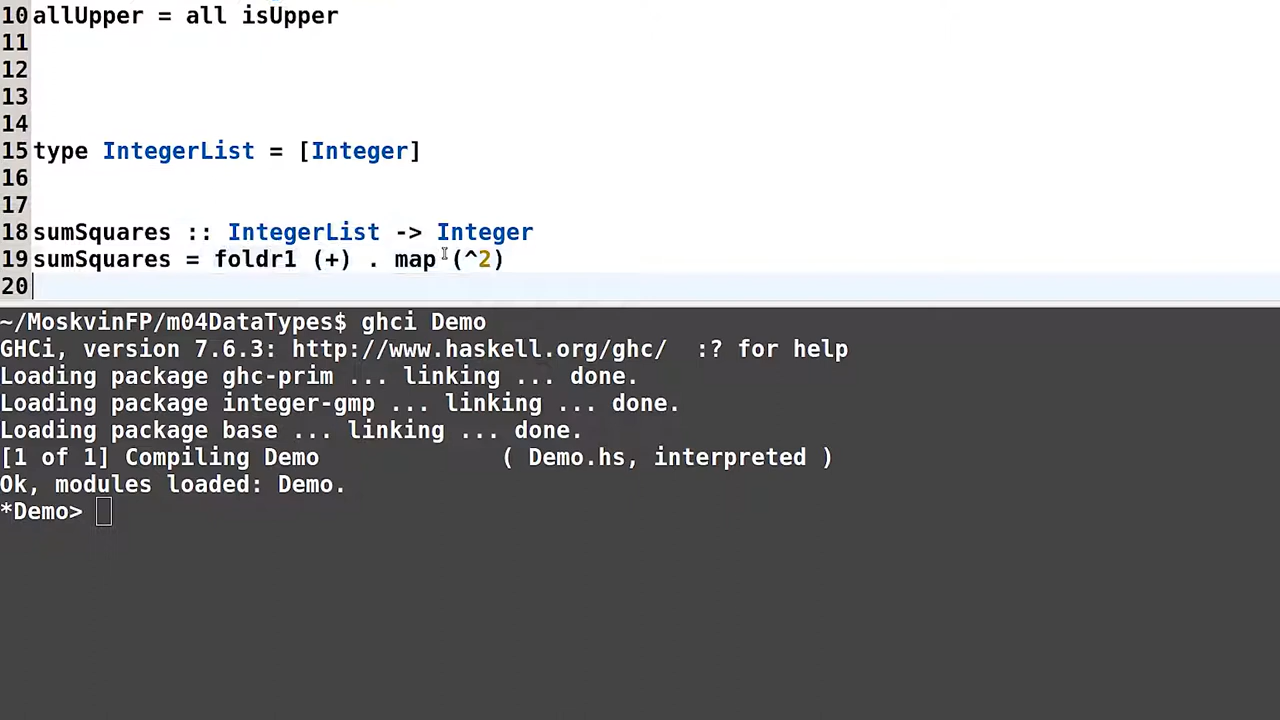 10 allUpper = all isUpper
11
12
13
14
15 type IntegerList = [Integer]
16
17
18 sumSquares :: IntegerList -> Integer
19 sumSquares = foldr1 (+) . map (^2)
20
~/MoskvinFP/m04DataTypes$ ghci Demo
GHCi, version 7.6.3: http://www.haskell.org/ghc/  :? for help
Loading package ghc-prim ... linking ... done.
Loading package integer-gmp ... linking ... done.
Loading package base ... linking ... done.
[1 of 1] Compiling Demo             ( Demo.hs, interpreted )
Ok, modules loaded: Demo.
*Demo>